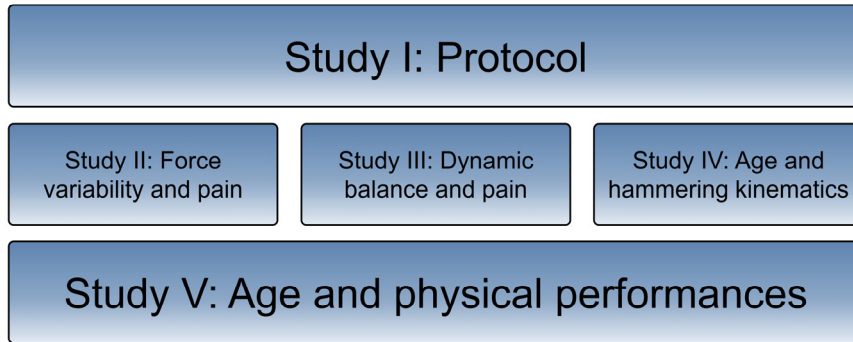 Study I: Protocol
Study II: Force
variability and pain
Study III: Dynamic
balance and pain
Study IV: Age and
hammering kinematics
Study V: Age and physical performances